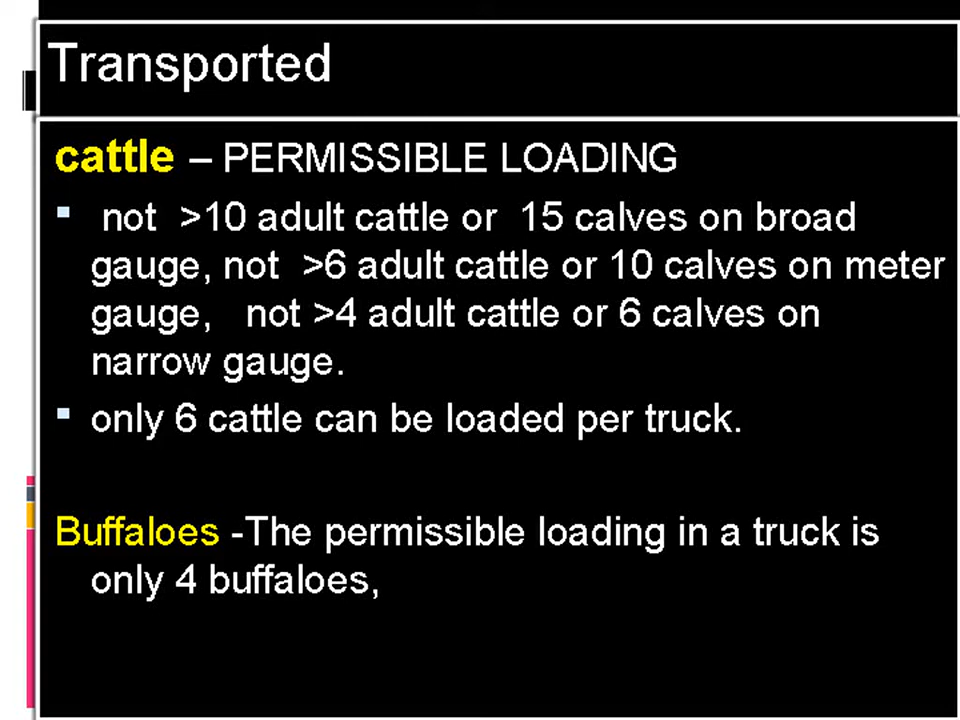 Transported
cattle – PERMISSIBLE LOADING
▪ not >10 adult cattle or 15 calves on broad
gauge, not >6 adult cattle or 10 calves on meter
gauge, not >4 adult cattle or 6 calves on
narrow gauge.
▪ only 6 cattle can be loaded per truck.
Buffaloes -The permissible loading in a truck is
only 4 buffaloes,